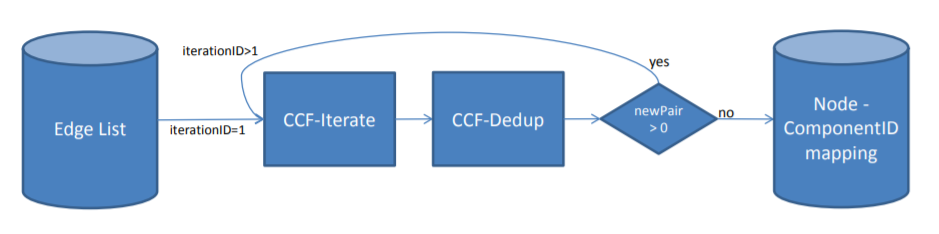 iterationID>1
yes
Edge List
iterationID=1
CCF-Iterate
CCF-Dedup
newPair
> 0
no
Node -
ComponentID
mapping